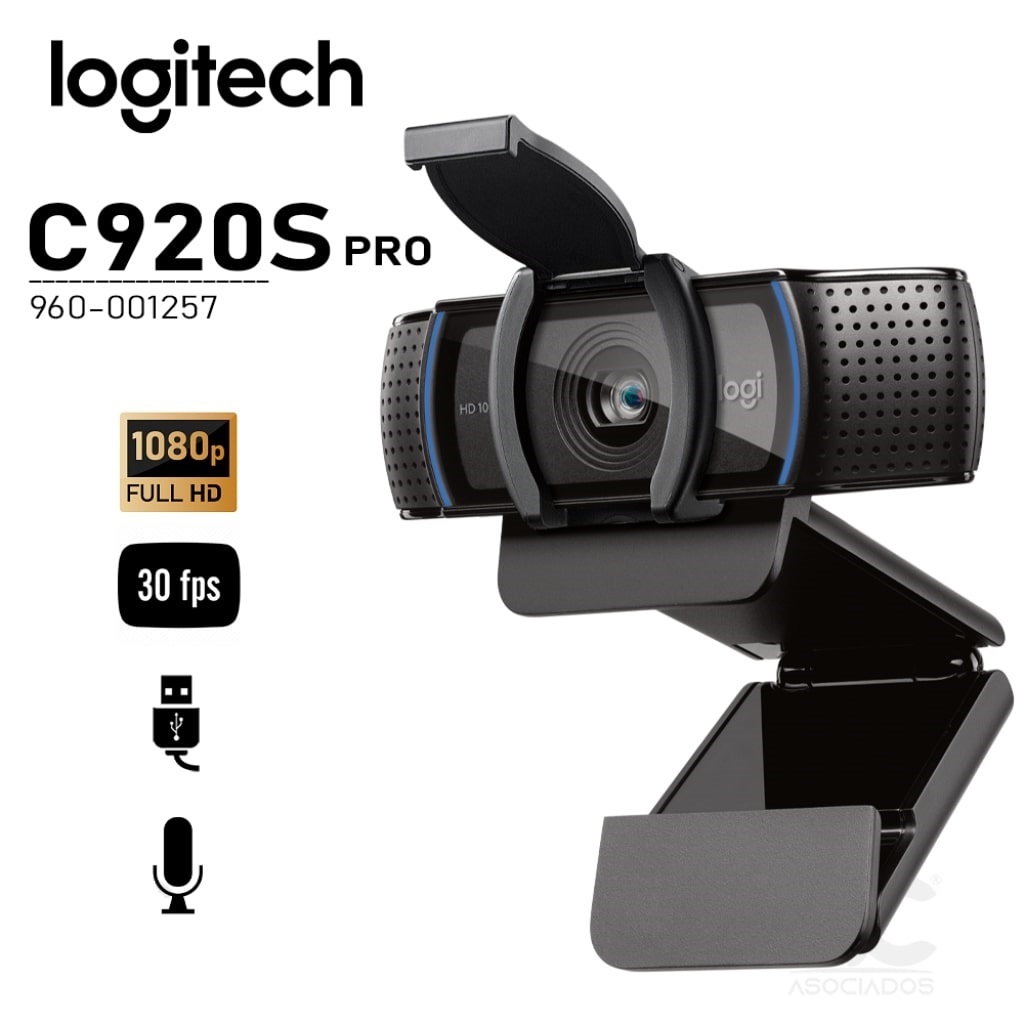 logitech
C920S PRO
960-001257
1080p
FULL HD
30 fps
HD 10
logi
ASOCIADOS